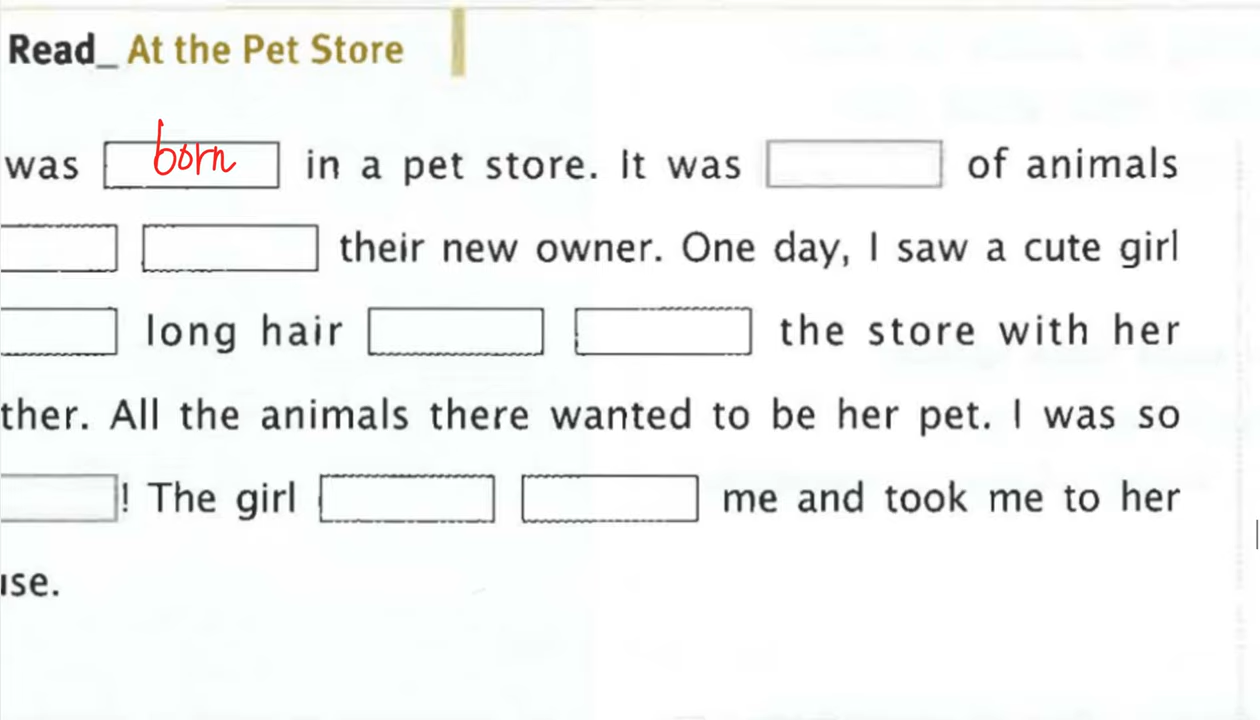 Read_ At the Pet Store
was born in a pet store. It was of animals
their new owner. One day, I saw a cute girl
long hair the store with her
ther. All the animals there wanted to be her pet. I was so
! The girl me and took me to her
use.